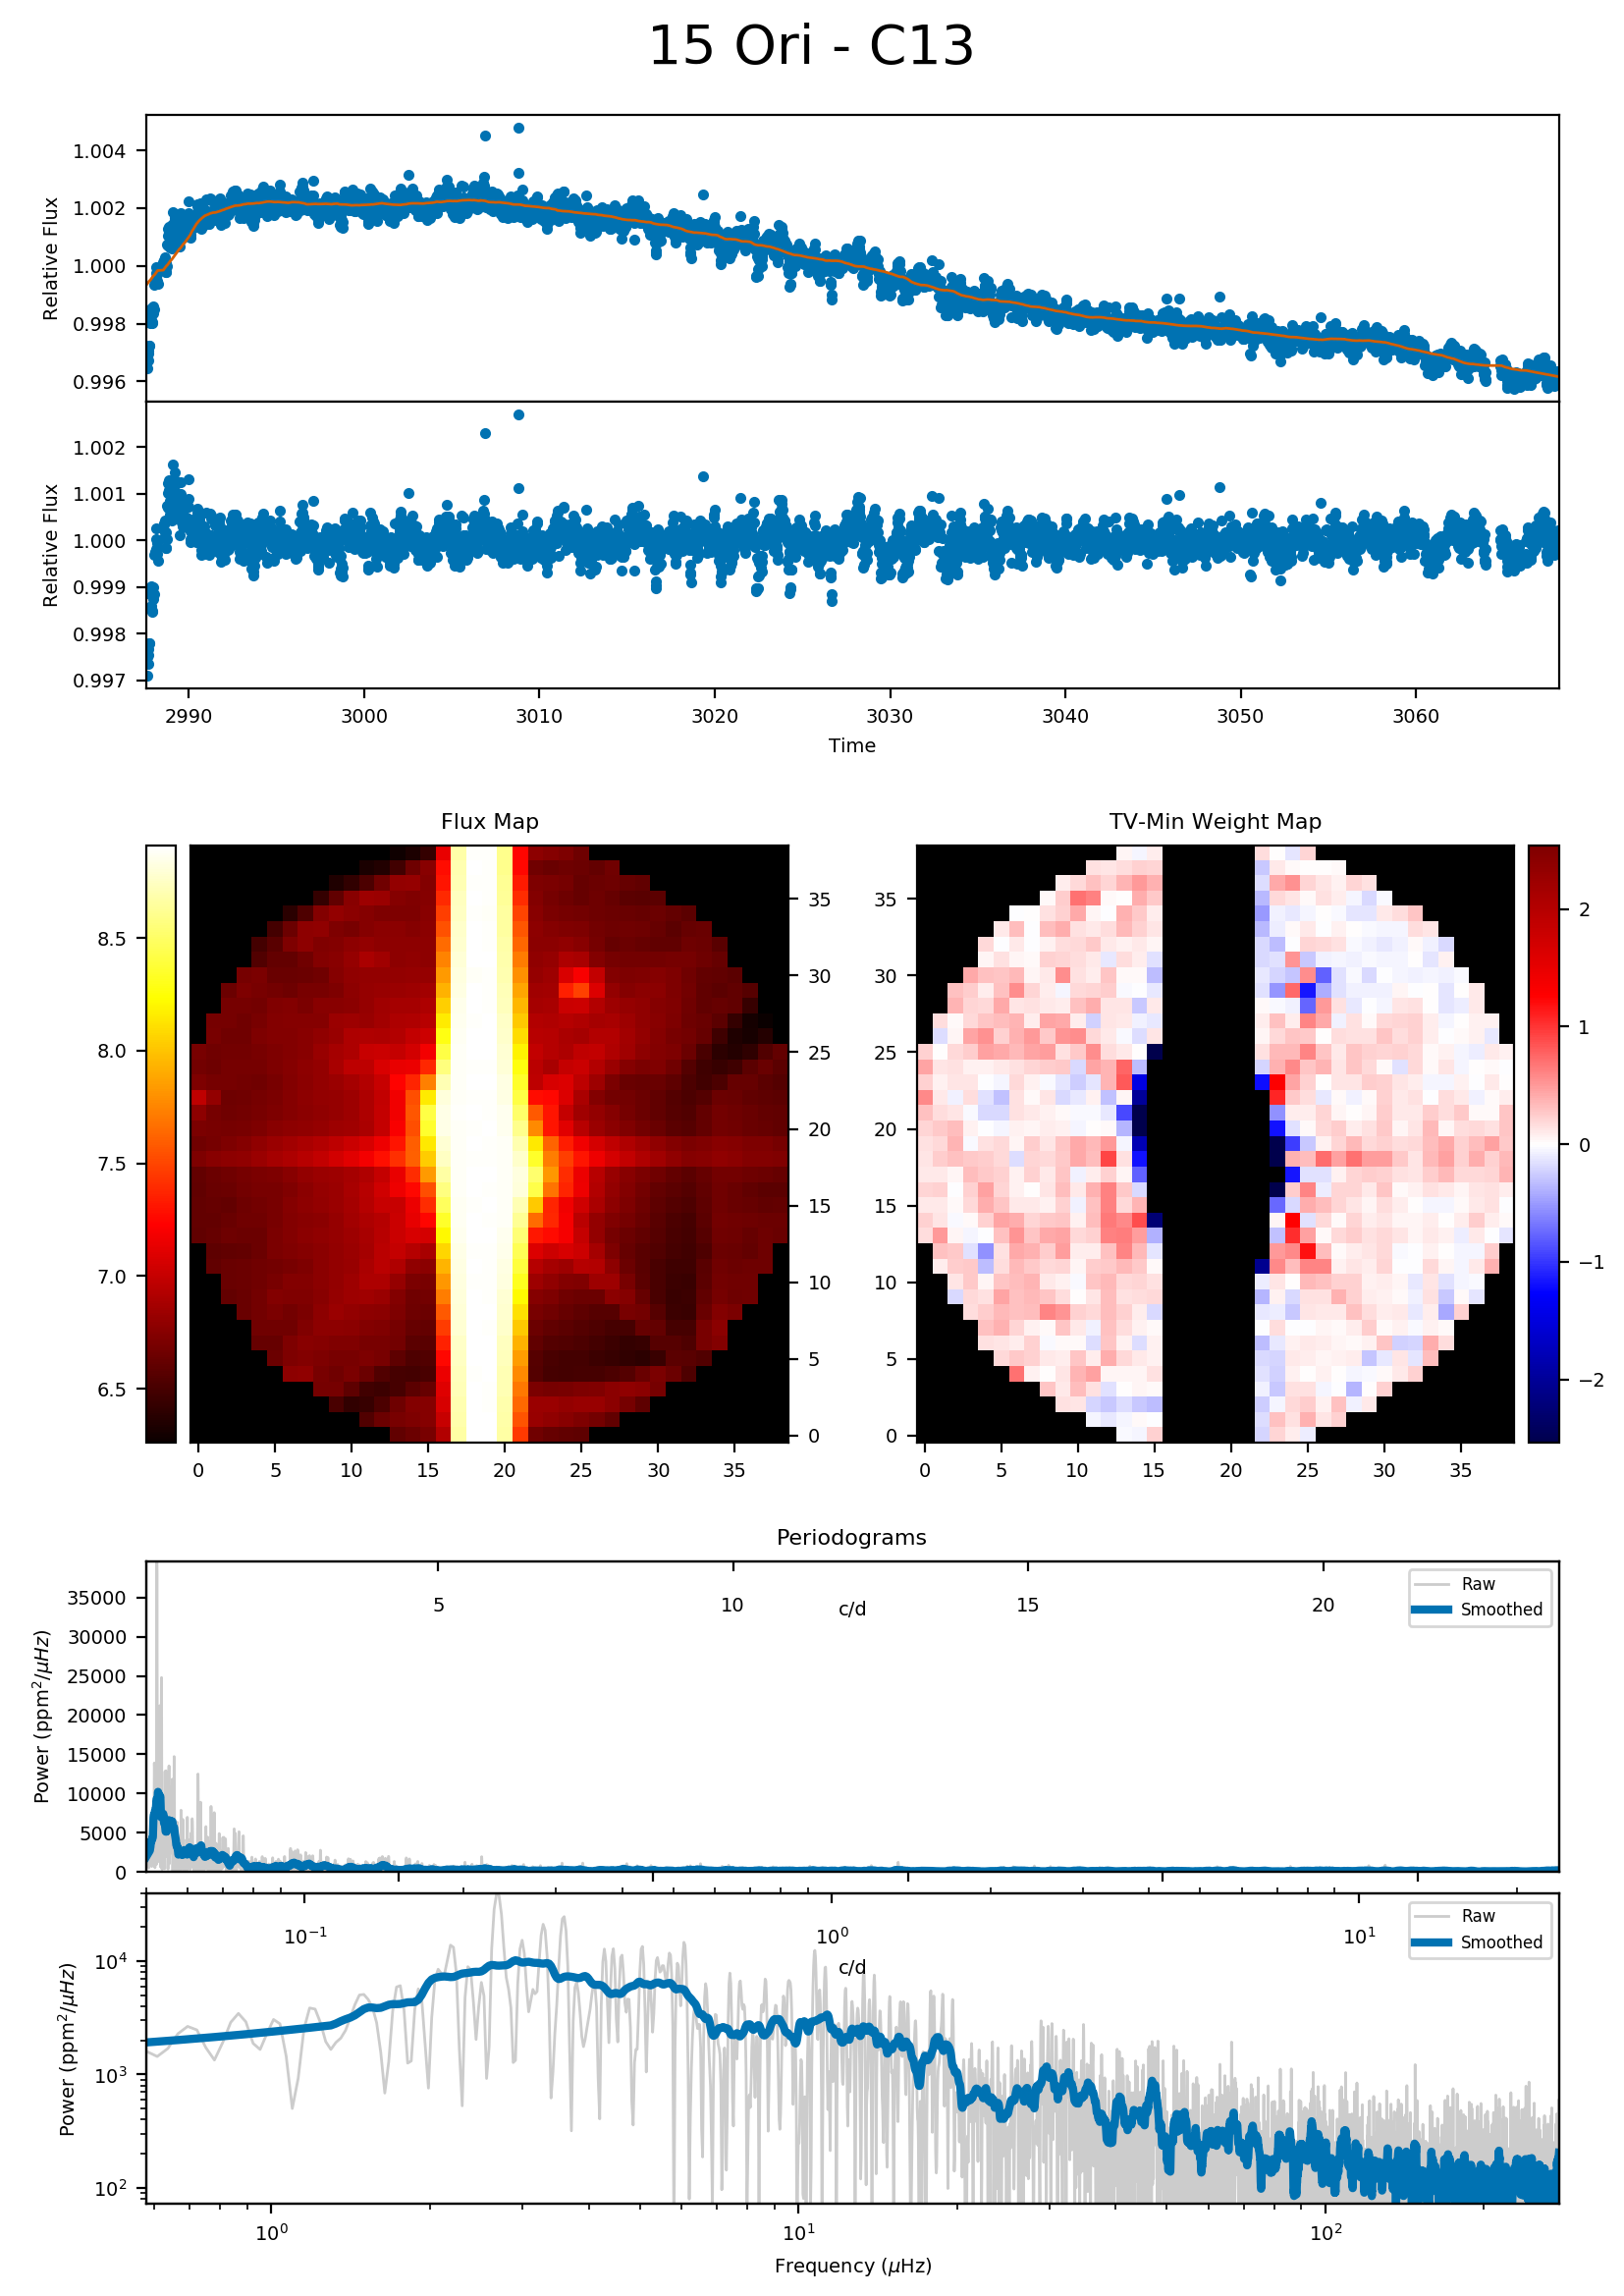 15 Ori - C13
1.004
1.002
1.000
0.998
0.996
Relative Flux
1.002
1.001
1.000
0.999
0.998
0.997
Relative Flux
2990 3000 3010 3020 3030 3040 3050 3060
Time
Flux Map
8.5
8.0
7.5
7.0
6.5
35
30
25
20
15
10
5
0
0 5 10 15 20 25 30 35
TV-Min Weight Map
35
30
25
20
15
10
5
0
0 5 10 15 20 25 30 35
2
1
0
−1
−2
Periodograms
35000
30000
25000
20000
15000
10000
5000
0
Power (ppm²/μHz)
5 10 15 20
c/d
Raw
Smoothed
10⁻¹ 10⁰ 10¹
c/d
Raw
Smoothed
10⁴
10³
10²
Power (ppm²/μHz)
10⁰ 10¹ 10²
Frequency (μHz)